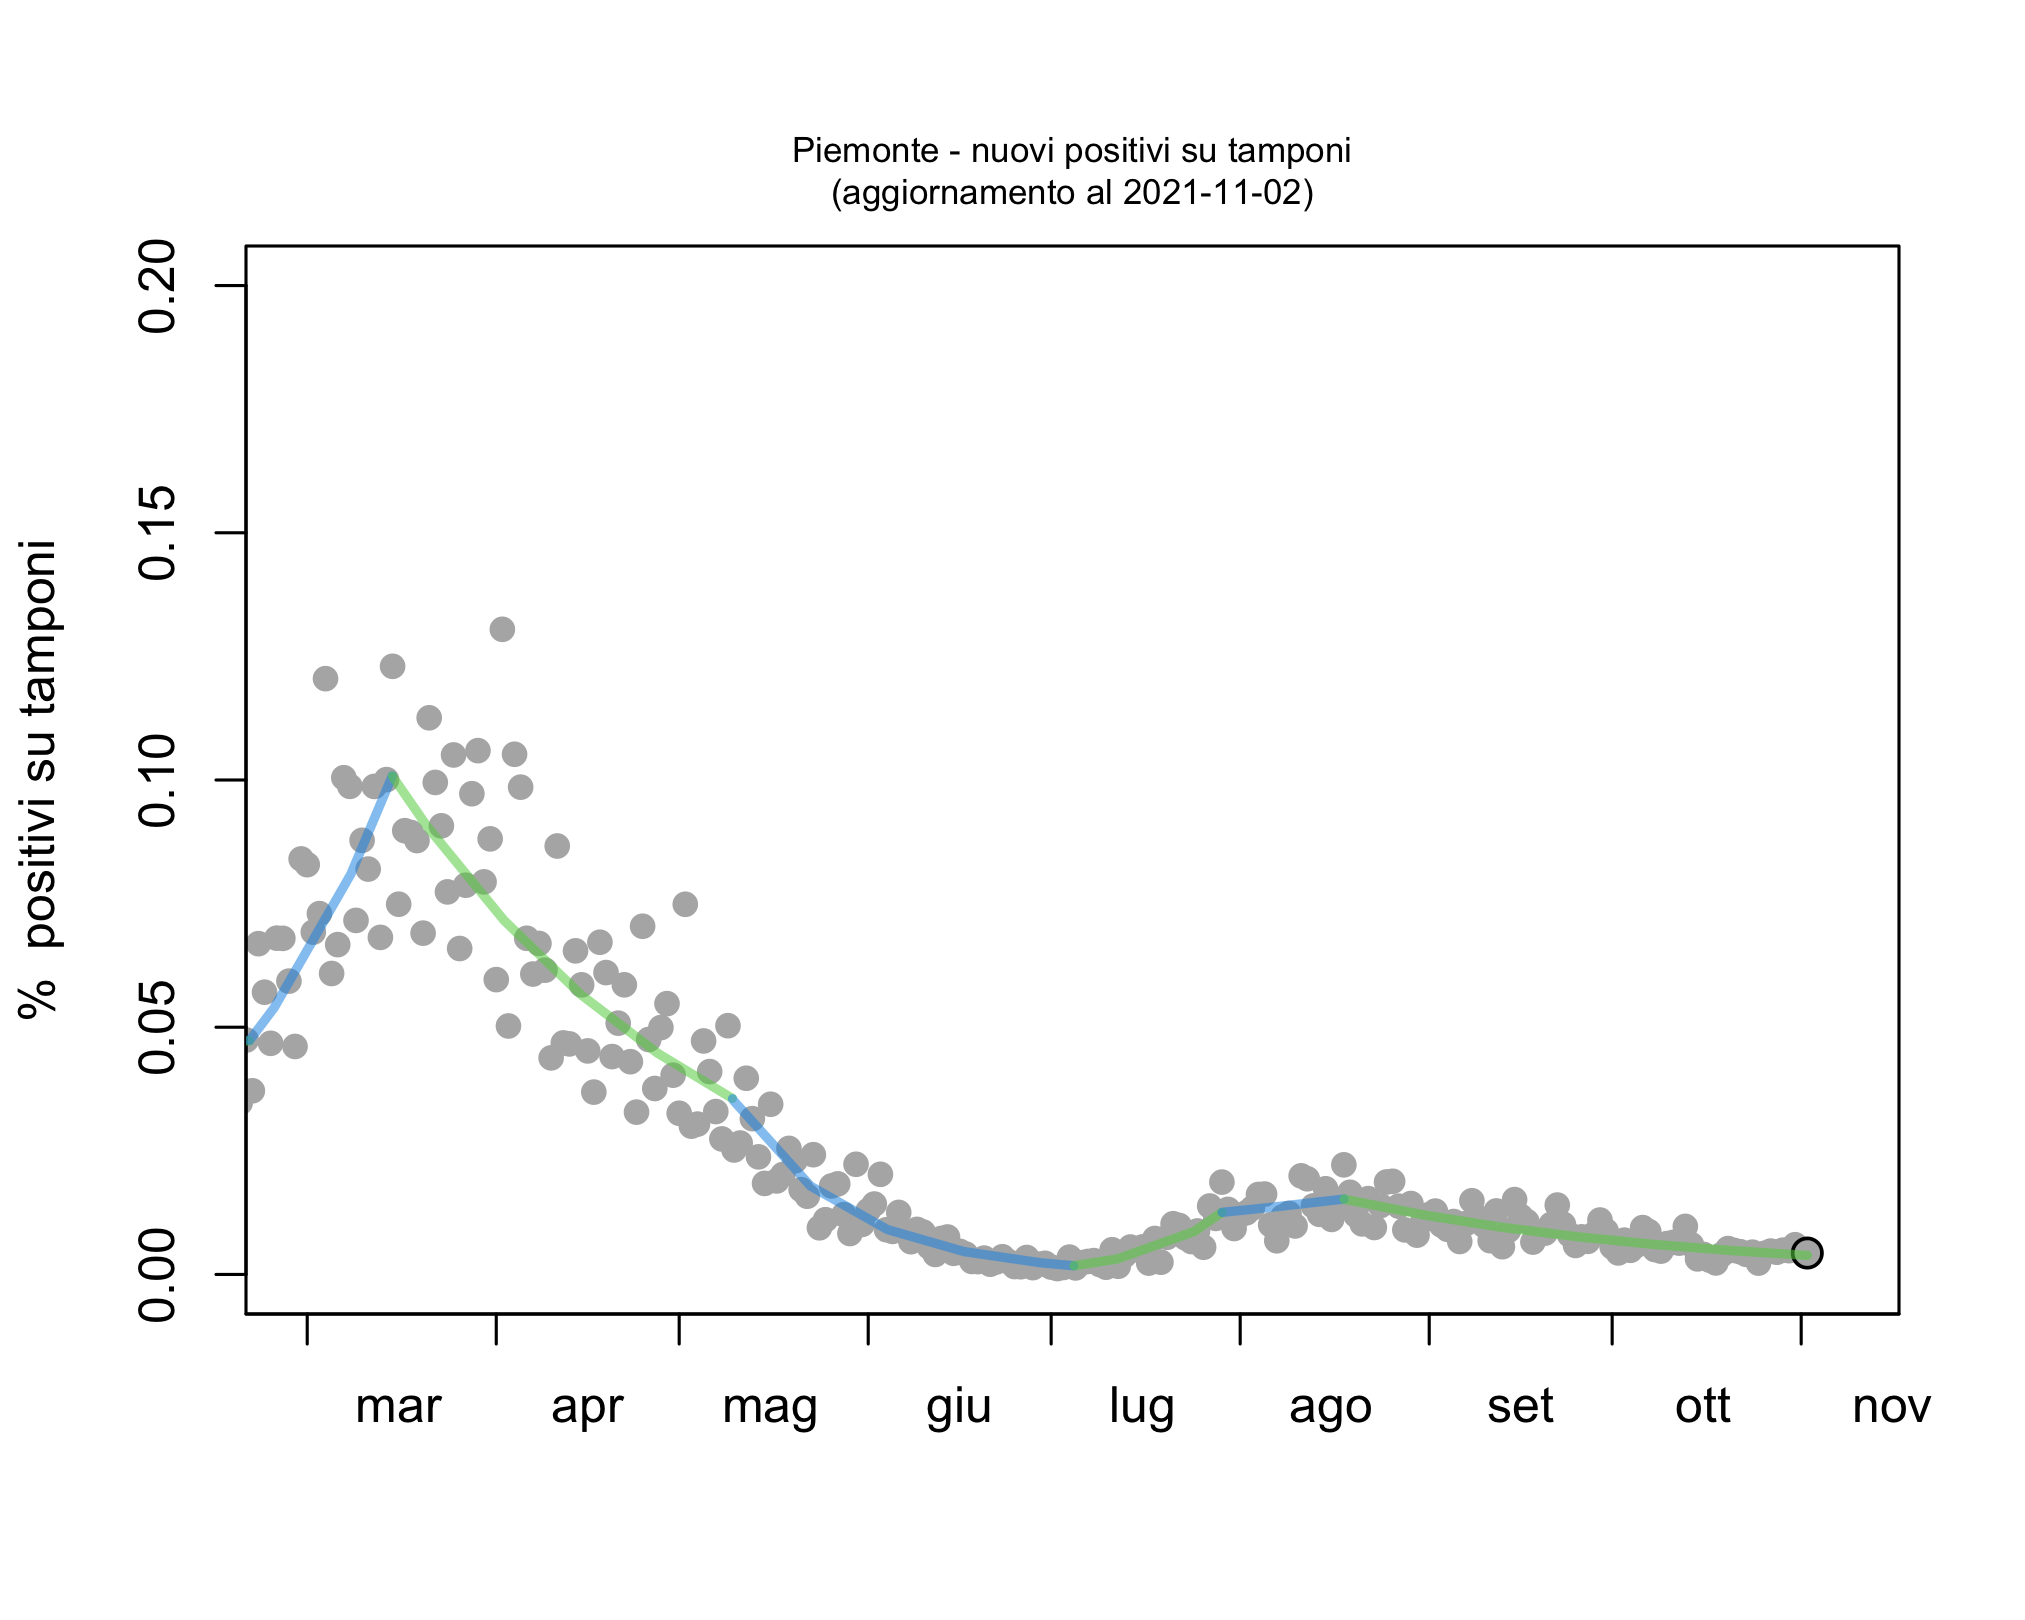 Piemonte - nuovi positivi su tamponi
(aggiornamento al 2021-11-02)
% positivi su tamponi
0.20
0.15
0.10
0.05
0.00
mar apr mag giu lug ago set ott nov